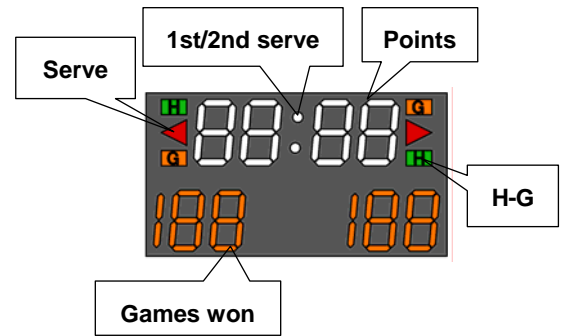 1st/2nd serve
Points
Serve
H
G
88:88
G
H
H-G
188
188
Games won